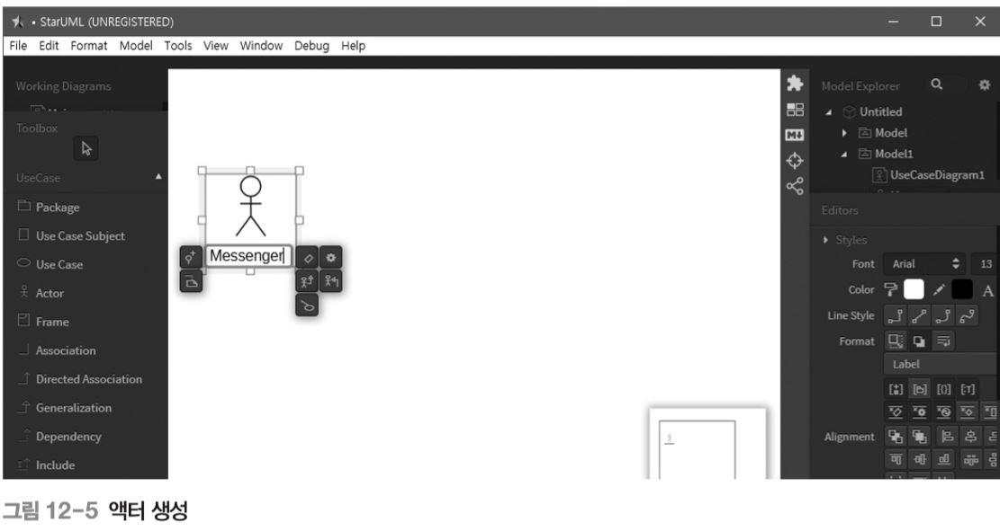 • StarUML (UNREGISTERED)
File Edit Format Model Tools View Window Debug Help
Working Diagrams
Toolbox
UseCase
Package
Use Case Subject
Use Case
Actor
Frame
Association
Directed Association
Generalization
Dependency
Include
Messenger
Model Explorer
Untitled
Model
Model1
UseCaseDiagram1
Editors
Styles
Font Arial 13
Color A
Line Style
Format
Label
Alignment
그림 12-5 액터 생성